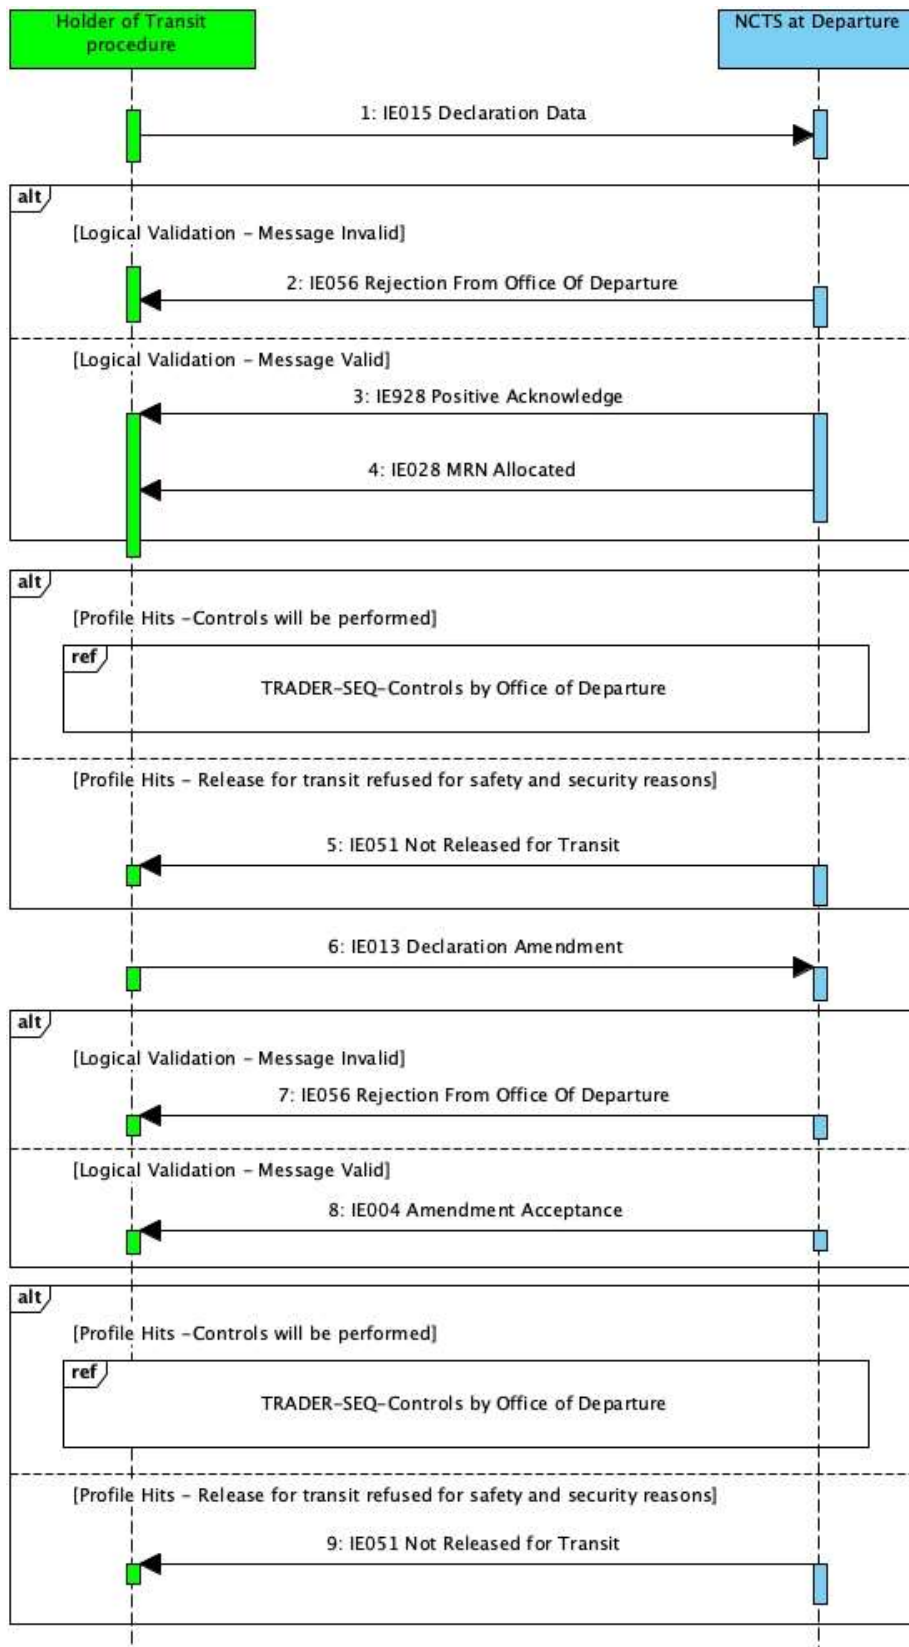 Holder of Transit
procedure
NCTS at Departure
1: IE015 Declaration Data
alt
[Logical Validation – Message Invalid]
2: IE056 Rejection From Office Of Departure
[Logical Validation – Message Valid]
3: IE928 Positive Acknowledge
4: IE028 MRN Allocated
alt
[Profile Hits –Controls will be performed]
ref
TRADER–SEQ–Controls by Office of Departure
[Profile Hits – Release for transit refused for safety and security reasons]
5: IE051 Not Released for Transit
6: IE013 Declaration Amendment
alt
[Logical Validation – Message Invalid]
7: IE056 Rejection From Office Of Departure
[Logical Validation – Message Valid]
8: IE004 Amendment Acceptance
alt
[Profile Hits –Controls will be performed]
ref
TRADER–SEQ–Controls by Office of Departure
[Profile Hits – Release for transit refused for safety and security reasons]
9: IE051 Not Released for Transit